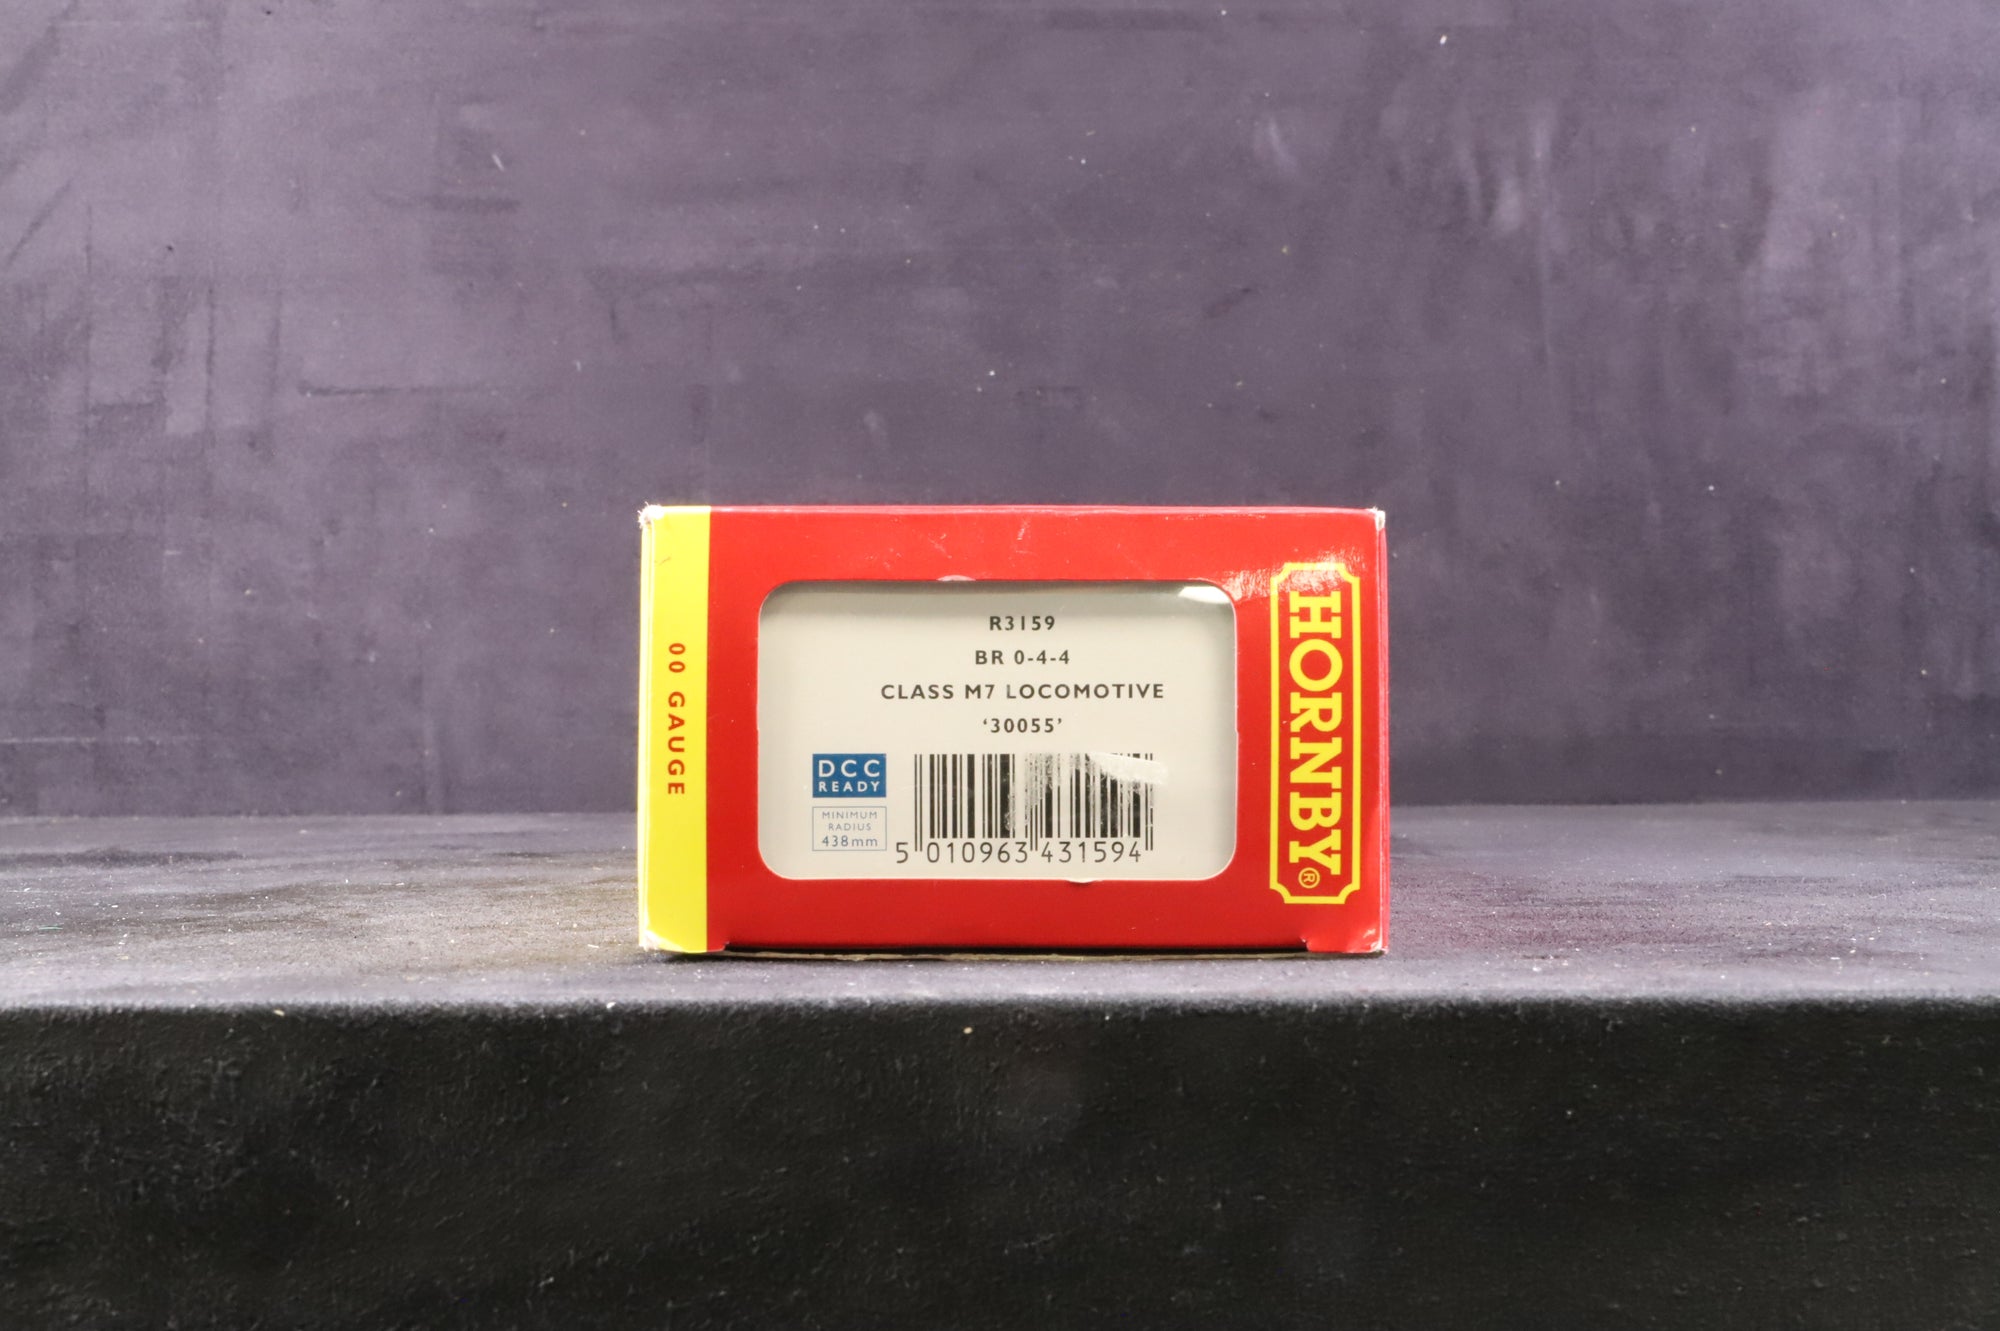 00 GAUGE
R3159
BR 0-4-4
CLASS M7 LOCOMOTIVE
‘30055’
DCC
READY
MINIMUM
RADIUS
438mm
5 010963 431594
HORNBY®